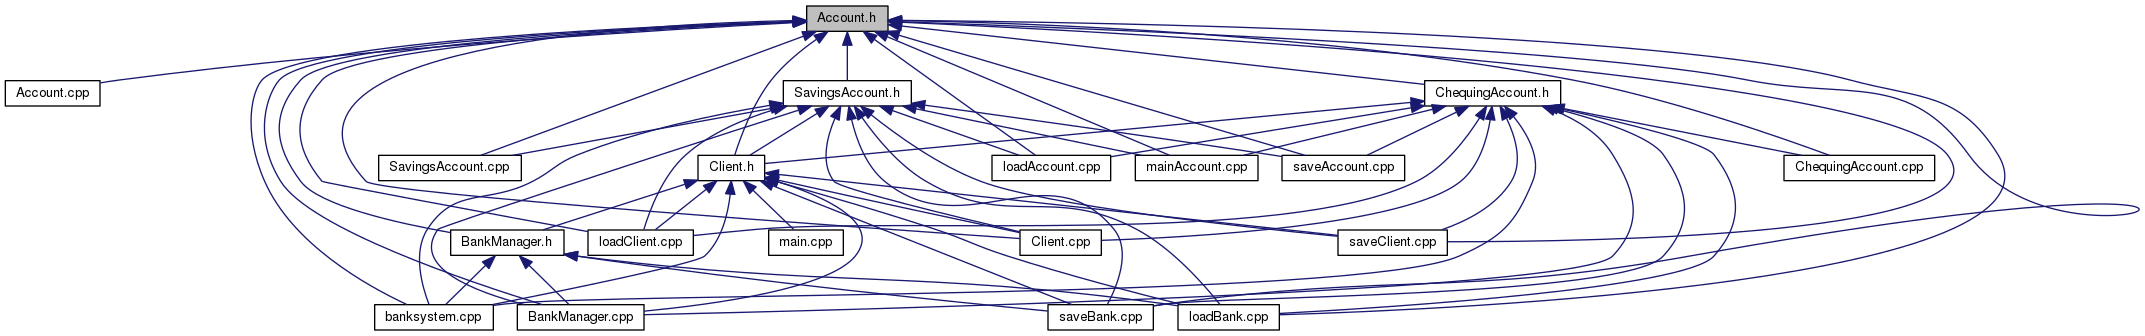 Account.h
Account.cpp
SavingsAccount.h
ChequingAccount.h
SavingsAccount.cpp
Client.h
loadAccount.cpp
mainAccount.cpp
saveAccount.cpp
ChequingAccount.cpp
BankManager.h
loadClient.cpp
main.cpp
Client.cpp
saveClient.cpp
banksystem.cpp
BankManager.cpp
saveBank.cpp
loadBank.cpp